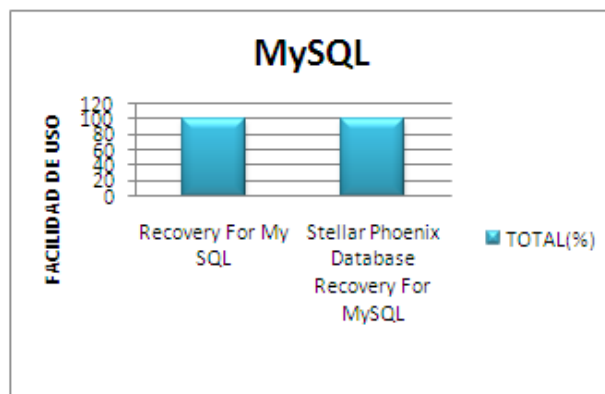 MySQL
FACILIDAD DE USO
120
100
80
60
40
20
0
Recovery For My
SQL
Stellar Phoenix
Database
Recovery For
MySQL
TOTAL(%)